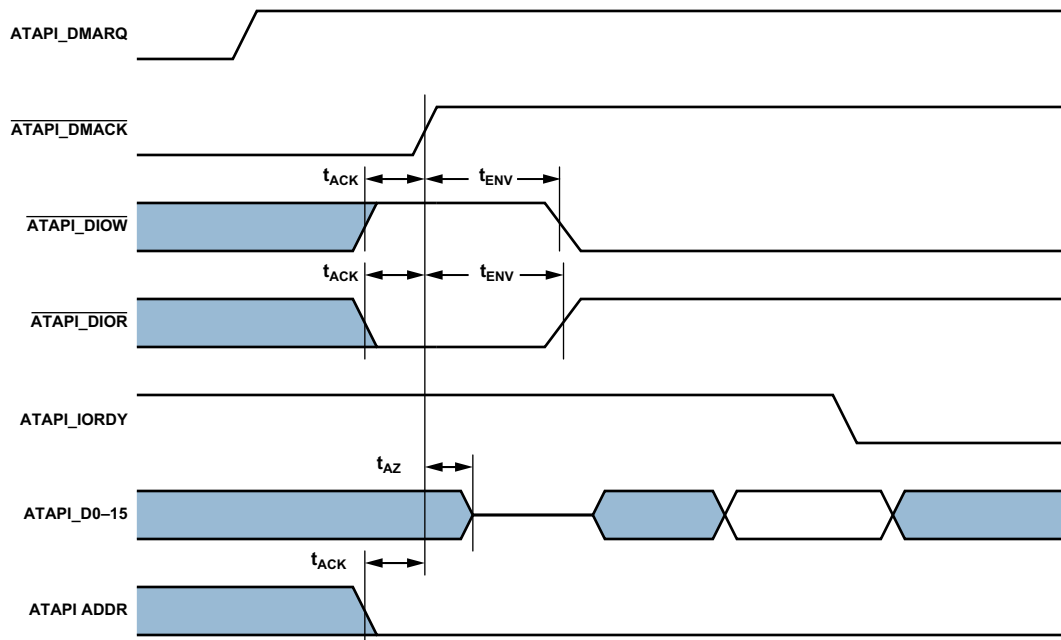 ATAPI_DMARQ
ATAPI_DMACK
tACK tENV
ATAPI_DIOW
tACK tENV
ATAPI_DIOR
ATAPI_IORDY
tAZ
ATAPI_D0–15
tACK
ATAPI ADDR